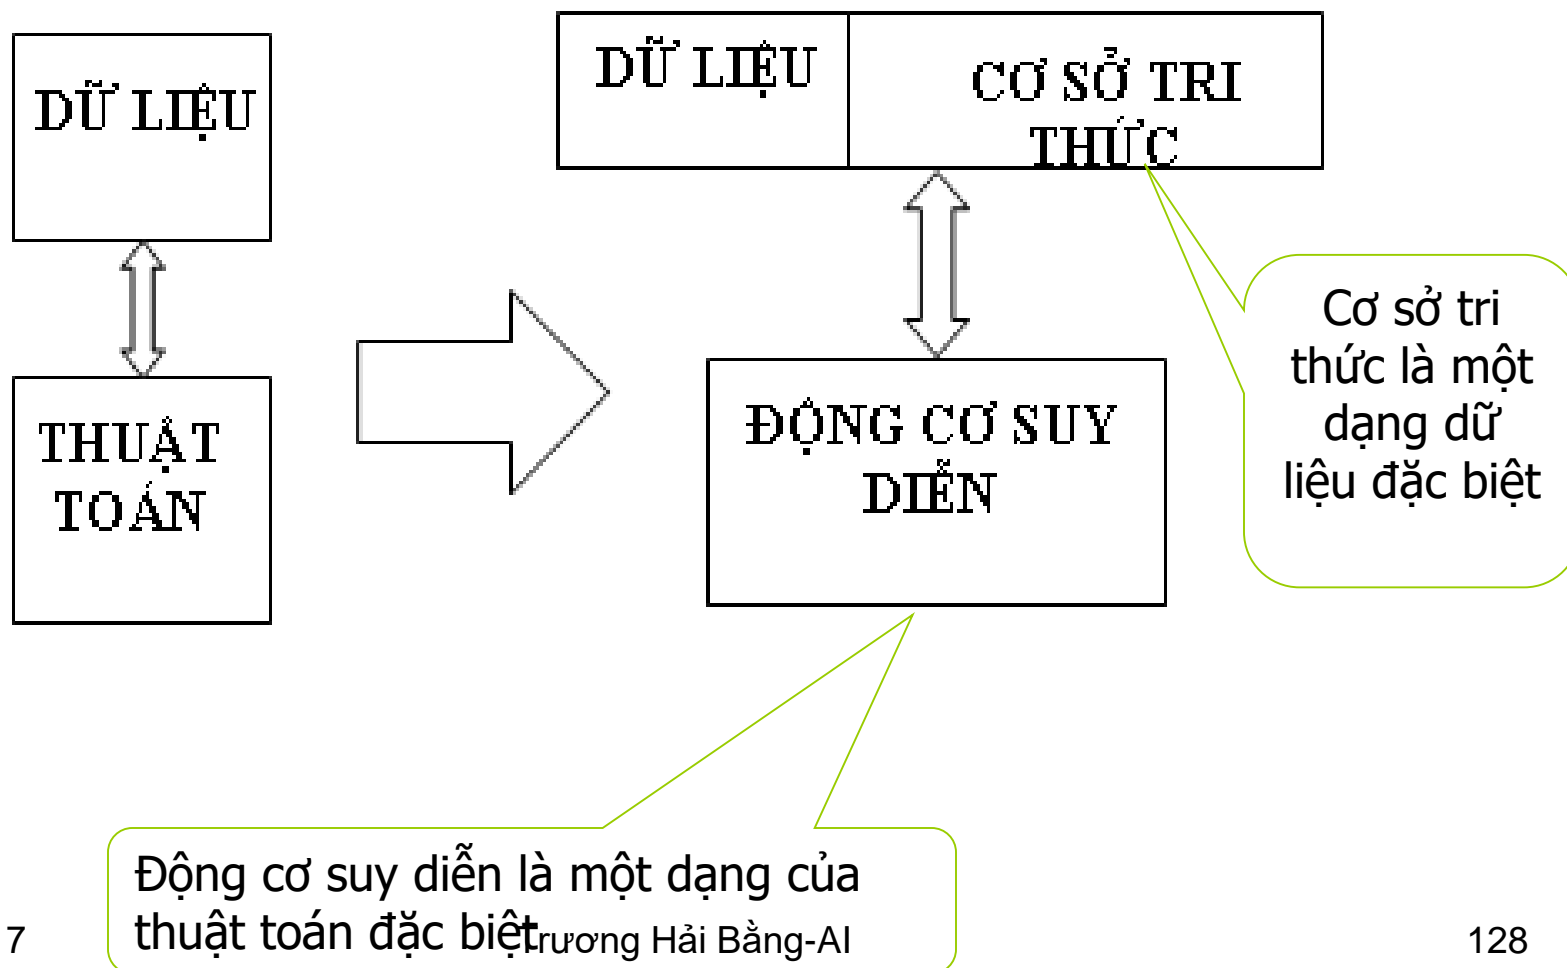 DỮ LIỆU
THUẬT
TOÁN
DỮ LIỆU
CƠ SỞ TRI
THỨC
ĐỘNG CƠ SUY
DIỄN
Cơ sở tri
thức là một
dạng dữ
liệu đặc biệt
Động cơ suy diễn là một dạng của
thuật toán đặc biệt
7
Trương Hải Bằng-AI
128